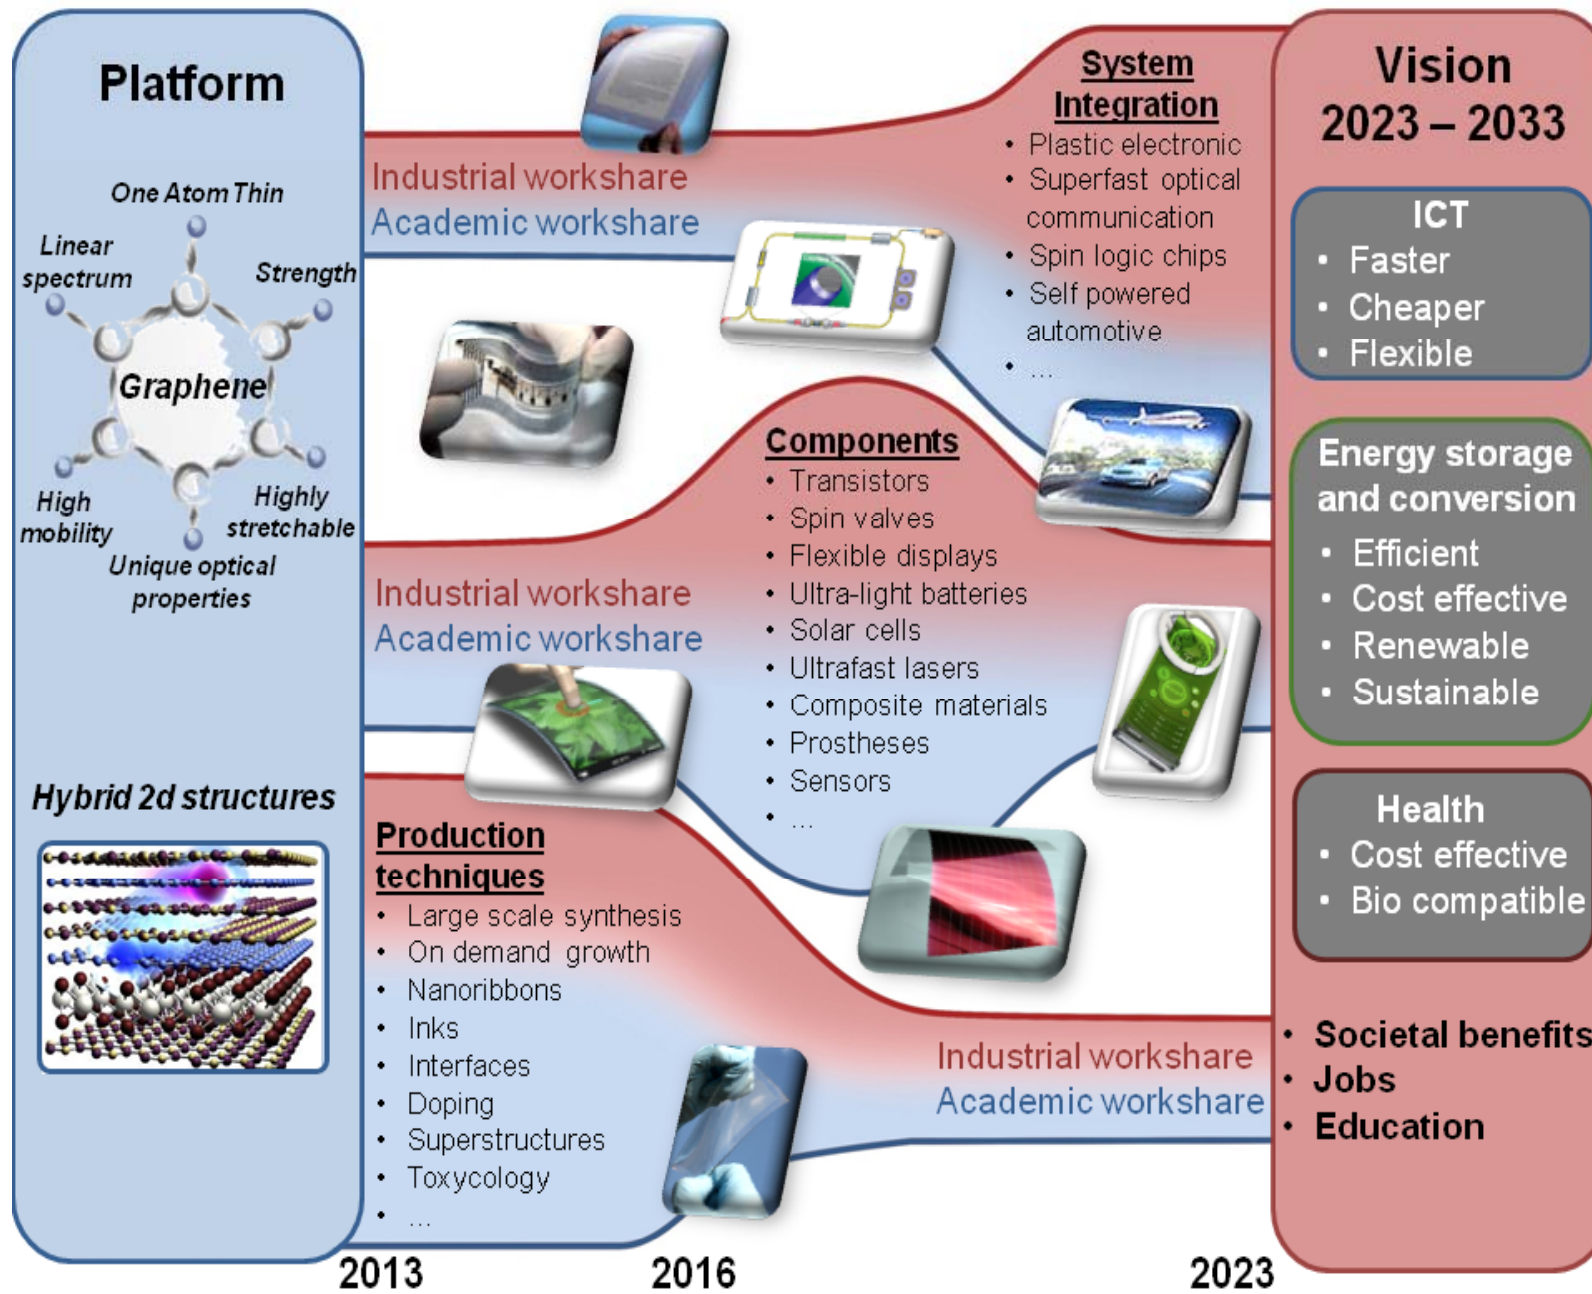 Platform
One Atom Thin
Linear
spectrum
Strength
Graphene
High
mobility
Highly
stretchable
Unique optical
properties
Hybrid 2d structures
Industrial workshare
Academic workshare
System
Integration
• Plastic electronic
• Superfast optical
communication
• Spin logic chips
• Self powered
automotive
• ...
Components
• Transistors
• Spin valves
• Flexible displays
• Ultra-light batteries
• Solar cells
• Ultrafast lasers
• Composite materials
• Prostheses
• Sensors
• ...
Industrial workshare
Academic workshare
Production
techniques
• Large scale synthesis
• On demand growth
• Nanoribbons
• Inks
• Interfaces
• Doping
• Superstructures
• Toxycology
• ...
Industrial workshare
Academic workshare
Vision
2023 – 2033
ICT
• Faster
• Cheaper
• Flexible
Energy storage
and conversion
• Efficient
• Cost effective
• Renewable
• Sustainable
Health
• Cost effective
• Bio compatible
• Societal benefits
• Jobs
• Education
2013
2016
2023